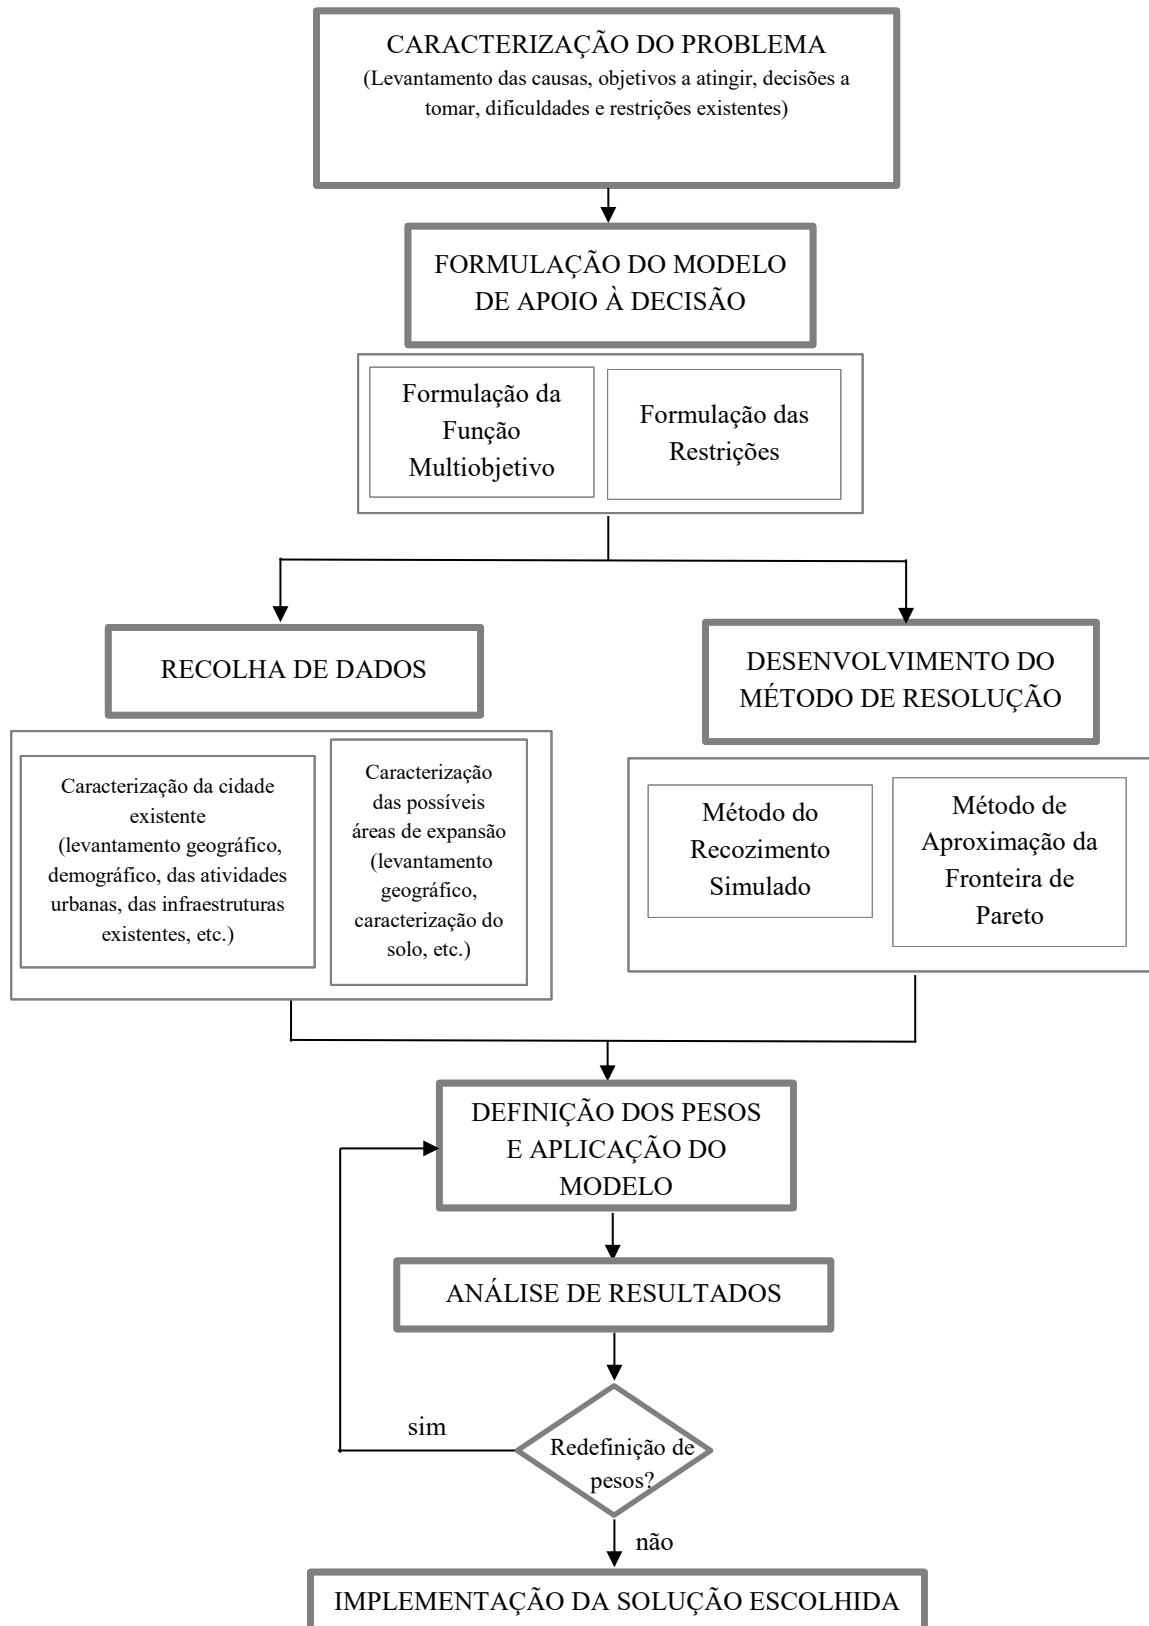 CARACTERIZAÇÃO DO PROBLEMA
(Levantamento das causas, objetivos a atingir, decisões a
tomar, dificuldades e restrições existentes)
FORMULAÇÃO DO MODELO
DE APOIO À DECISÃO
Formulação da
Função
Multiobjetivo
Formulação das
Restrições
RECOLHA DE DADOS
DESENVOLVIMENTO DO
MÉTODO DE RESOLUÇÃO
Caracterização da cidade
existente
(levantamento geográfico,
demográfico, das atividades
urbanas, das infraestruturas
existentes, etc.)
Caracterização
das possíveis
áreas de expansão
(levantamento
geográfico,
caracterização do
solo, etc.)
Método do
Recozimento
Simulado
Método de
Aproximação da
Fronteira de
Pareto
DEFINIÇÃO DOS PESOS
E APLICAÇÃO DO
MODELO
ANÁLISE DE RESULTADOS
sim
Redefinição de
pesos?
não
IMPLEMENTAÇÃO DA SOLUÇÃO ESCOLHIDA